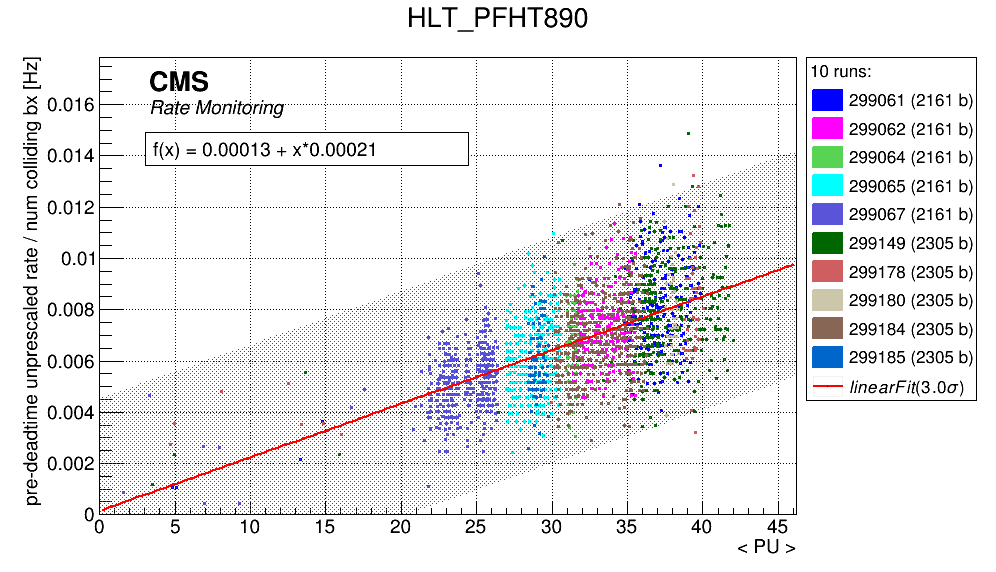 HLT_PFHT890
pre-deadtime unprescaled rate / num colliding bx [Hz]
CMS
Rate Monitoring
f(x) = 0.00013 + x*0.00021
0.016
0.014
0.012
0.01
0.008
0.006
0.004
0.002
0
0 5 10 15 20 25 30 35 40 45
< PU >
10 runs:
299061 (2161 b)
299062 (2161 b)
299064 (2161 b)
299065 (2161 b)
299067 (2161 b)
299149 (2305 b)
299178 (2305 b)
299180 (2305 b)
299184 (2305 b)
299185 (2305 b)
linearFit(3.0σ)